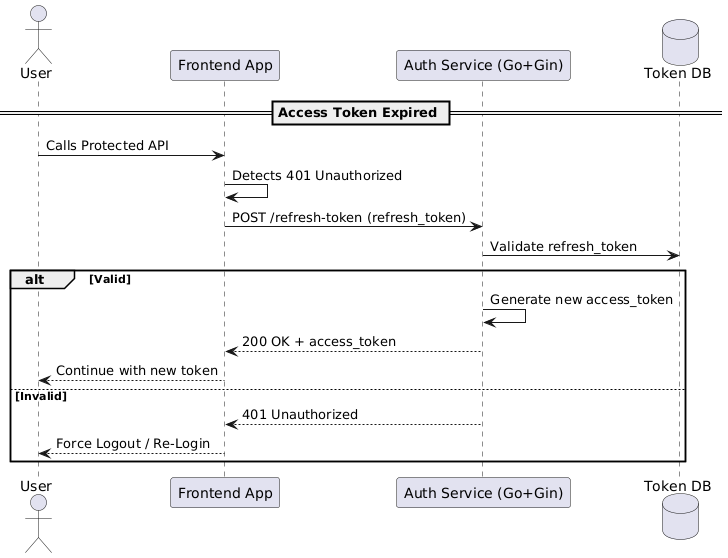 User
Frontend App
Auth Service (Go+Gin)
Token DB
Access Token Expired
Calls Protected API
Detects 401 Unauthorized
POST /refresh-token (refresh_token)
Validate refresh_token
alt
[Valid]
Generate new access_token
200 OK + access_token
Continue with new token
[Invalid]
401 Unauthorized
Force Logout / Re-Login
User
Frontend App
Auth Service (Go+Gin)
Token DB